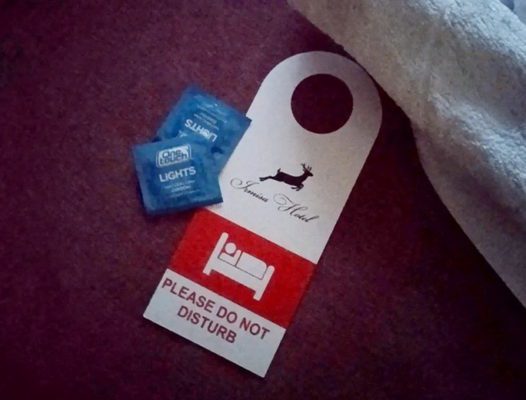 LIGHTS
One
touch
LIGHTS
Hotel
PLEASE DO NOT
DISTURB